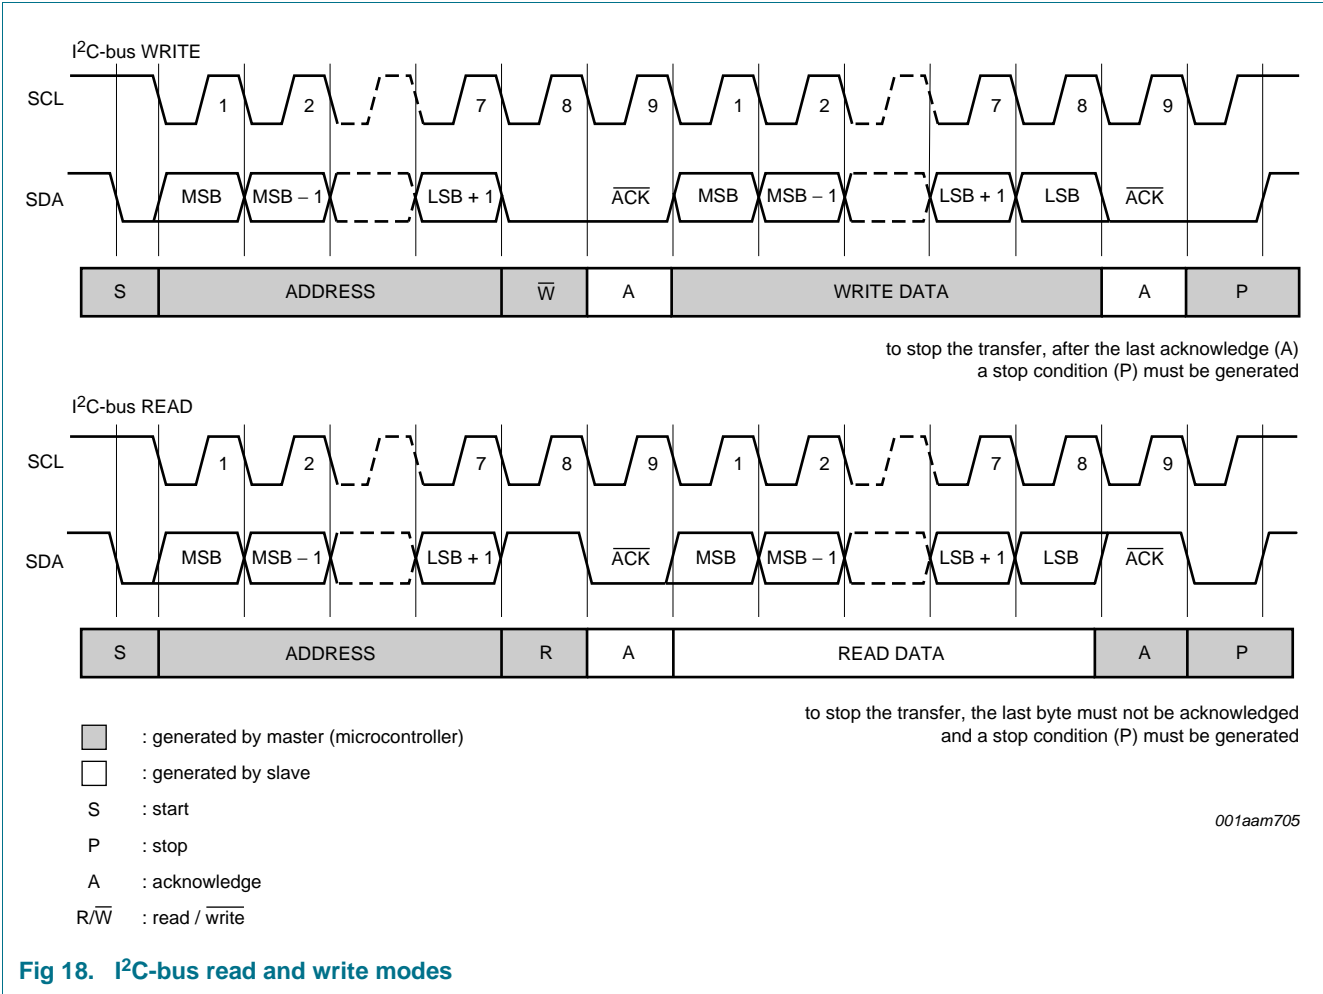 I2C-bus WRITE
SCL 1 2 7 8 9 1 2 7 8 9
SDA MSB MSB − 1 LSB + 1 ACK MSB MSB − 1 LSB + 1 LSB ACK
S ADDRESS W A WRITE DATA A P
to stop the transfer, after the last acknowledge (A)
a stop condition (P) must be generated
I2C-bus READ
SCL 1 2 7 8 9 1 2 7 8 9
SDA MSB MSB − 1 LSB + 1 ACK MSB MSB − 1 LSB + 1 LSB ACK
S ADDRESS R A READ DATA A P
to stop the transfer, the last byte must not be acknowledged
and a stop condition (P) must be generated
: generated by master (microcontroller)
: generated by slave
S : start
P : stop
A : acknowledge
R/W : read / write
001aam705
Fig 18. I2C-bus read and write modes